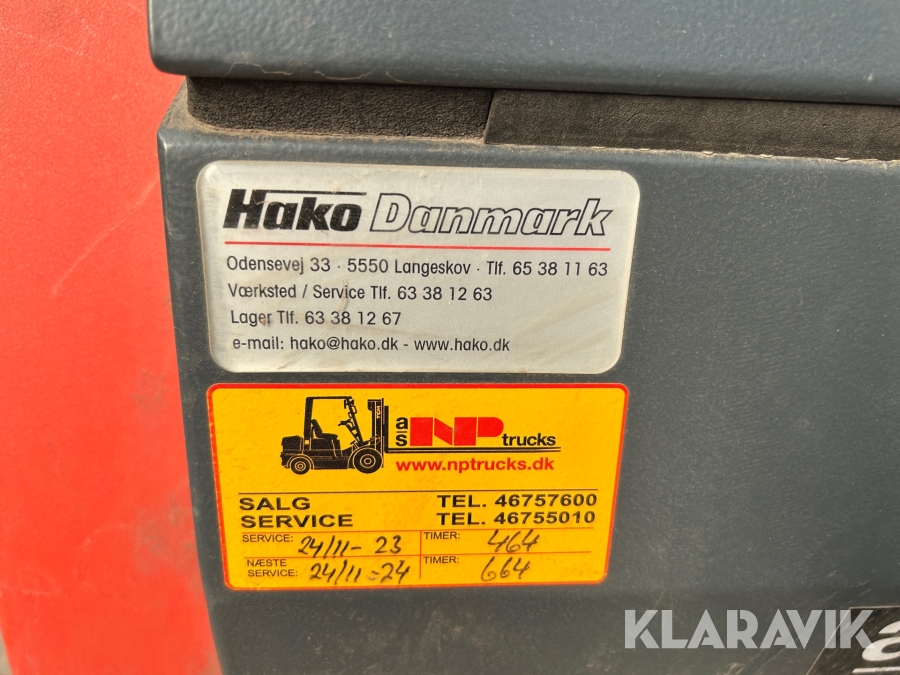 Hako Danmark
Odensevej 33 · 5550 Langeskov · Tlf. 65 38 11 63
Værksted / Service Tlf. 63 38 12 63
Lager Tlf. 63 38 12 67
e-mail: hako@hako.dk - www.hako.dk
a/s NP trucks
www.nptrucks.dk
SALG TEL. 46757600
SERVICE TEL. 46755010
SERVICE: 24/11-23 TIMER: 464
NÆSTE
SERVICE: 24/11-24 TIMER: 664
KLARAVIK